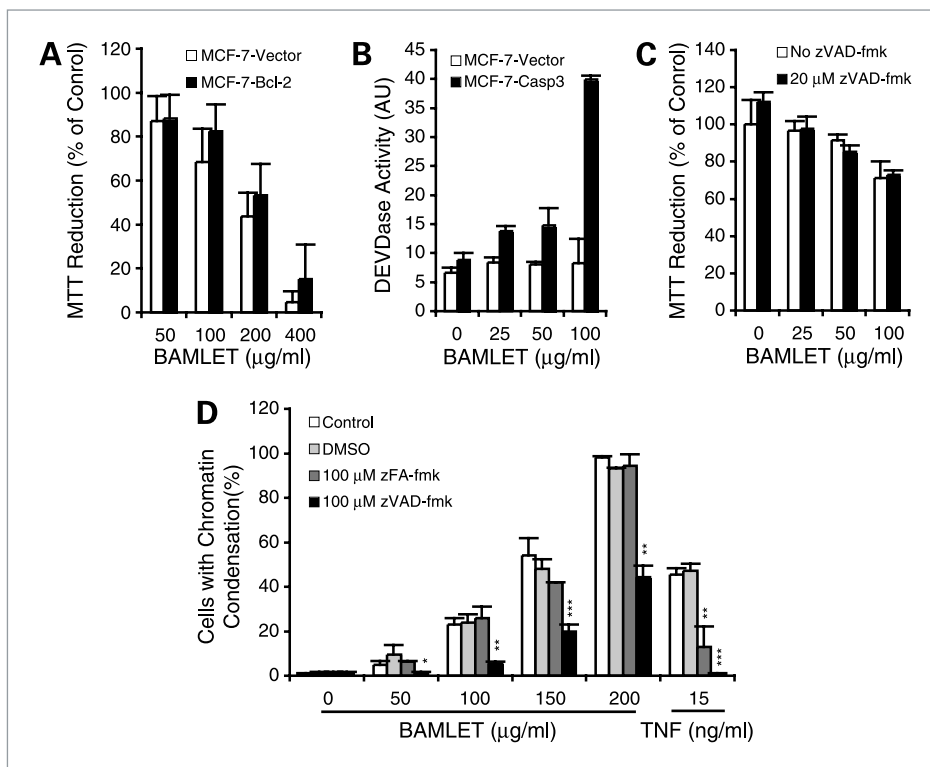 A
MCF-7-Vector
MCF-7-Bcl-2
MTT Reduction (% of Control)
120
100
80
60
40
20
0
50 100 200 400
BAMLET (μg/ml)
B
MCF-7-Vector
MCF-7-Casp3
DEVDase Activity (AU)
45
40
35
30
25
20
15
10
5
0
0 25 50 100
BAMLET (μg/ml)
C
No zVAD-fmk
20 μM zVAD-fmk
MTT Reduction (% of Control)
140
120
100
80
60
40
20
0
0 25 50 100
BAMLET (μg/ml)
D
Control
DMSO
100 μM zFA-fmk
100 μM zVAD-fmk
Cells with Chromatin
Condensation(%)
120
100
80
60
40
20
0
*
**
***
**
**
***
0 50 100 150 200 15
BAMLET (μg/ml) TNF (ng/ml)